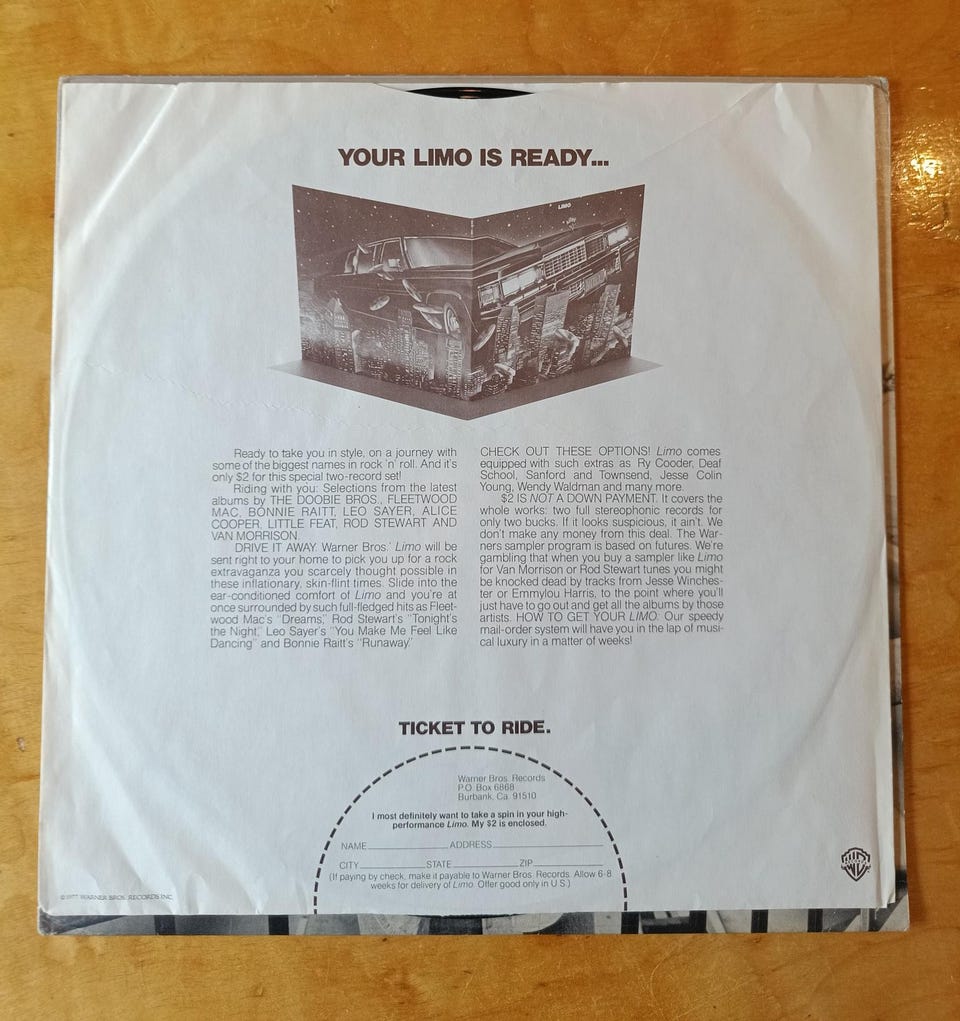 YOUR LIMO IS READY...
LIMO
Ready to take you in style, on a journey with
some of the biggest names in rock 'n' roll. And it's
only $2 for this special two-record set!
Riding with you: Selections from the latest
albums by THE DOOBIE BROS., FLEETWOOD
MAC, BONNIE RAITT, LEO SAYER, ALICE
COOPER, LITTLE FEAT, ROD STEWART AND
VAN MORRISON.
DRIVE IT AWAY. Warner Bros.' Limo will be
sent right to your home to pick you up for a rock
extravaganza you scarcely thought possible in
these inflationary, skin-flint times. Slide into the
ear-conditioned comfort of Limo and you're at
once surrounded by such full-fledged hits as Fleet-
wood Mac's "Dreams," Rod Stewart's "Tonight's
the Night," Leo Sayer's "You Make Me Feel Like
Dancing" and Bonnie Raitt's "Runaway."
CHECK OUT THESE OPTIONS! Limo comes
equipped with such extras as Ry Cooder, Deaf
School, Sanford and Townsend, Jesse Colin
Young, Wendy Waldman and many more.
$2 IS NOT A DOWN PAYMENT. It covers the
whole works: two full stereophonic records for
only two bucks. If it looks suspicious, it ain't. We
don't make any money from this deal. The War-
ners sampler program is based on futures. We're
gambling that when you buy a sampler like Limo
for Van Morrison or Rod Stewart tunes you might
be knocked dead by tracks from Jesse Winches-
ter or Emmylou Harris, to the point where you'll
just have to go out and get all the albums by those
artists. HOW TO GET YOUR LIMO. Our speedy
mail-order system will have you in the lap of musi-
cal luxury in a matter of weeks!
TICKET TO RIDE.
Warner Bros. Records
P.O. Box 6868
Burbank, Ca. 91510
I most definitely want to take a spin in your high-
performance Limo. My $2 is enclosed.
NAME ADDRESS
CITY STATE ZIP
(If paying by check, make it payable to Warner Bros. Records. Allow 6-8
weeks for delivery of Limo. Offer good only in U.S.)
©1977 WARNER BROS. RECORDS INC.